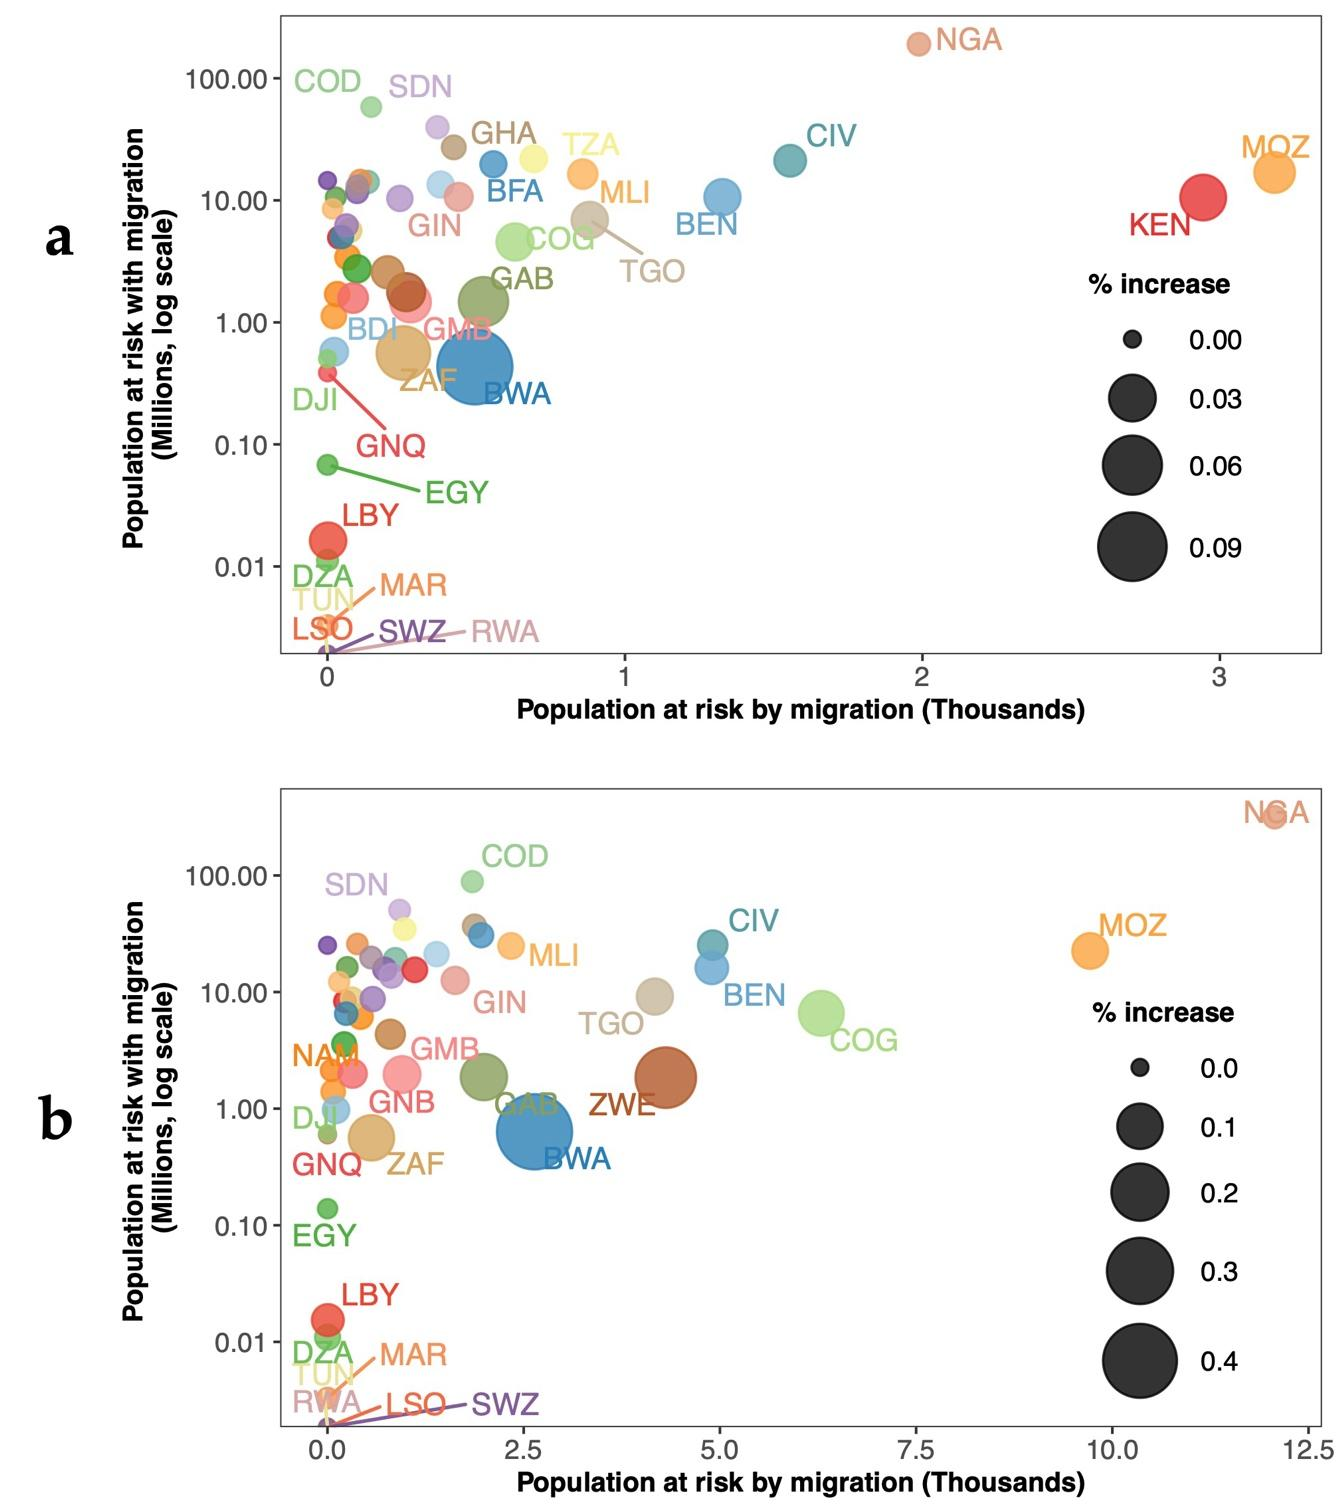 a
Population at risk with migration
(Millions, log scale)
100.00
10.00
1.00
0.10
0.01
NGA
COD
SDN
GHA
TZA
CIV
MOZ
BFA
MLI
GIN
BEN
KEN
COG
TGO
GAB
BDI
GMB
ZAF
BWA
DJI
GNQ
EGY
LBY
DZA
TUN
MAR
LSO
SWZ
RWA
% increase
0.00
0.03
0.06
0.09
0
1
2
3
Population at risk by migration (Thousands)
b
Population at risk with migration
(Millions, log scale)
100.00
10.00
1.00
0.10
0.01
NGA
COD
SDN
CIV
MOZ
MLI
BEN
GIN
TGO
COG
NAM
GMB
GNB
GAB
ZWE
DJI
BWA
GNQ
ZAF
EGY
LBY
DZA
TUN
MAR
RWA
LSO
SWZ
% increase
0.0
0.1
0.2
0.3
0.4
0.0
2.5
5.0
7.5
10.0
12.5
Population at risk by migration (Thousands)